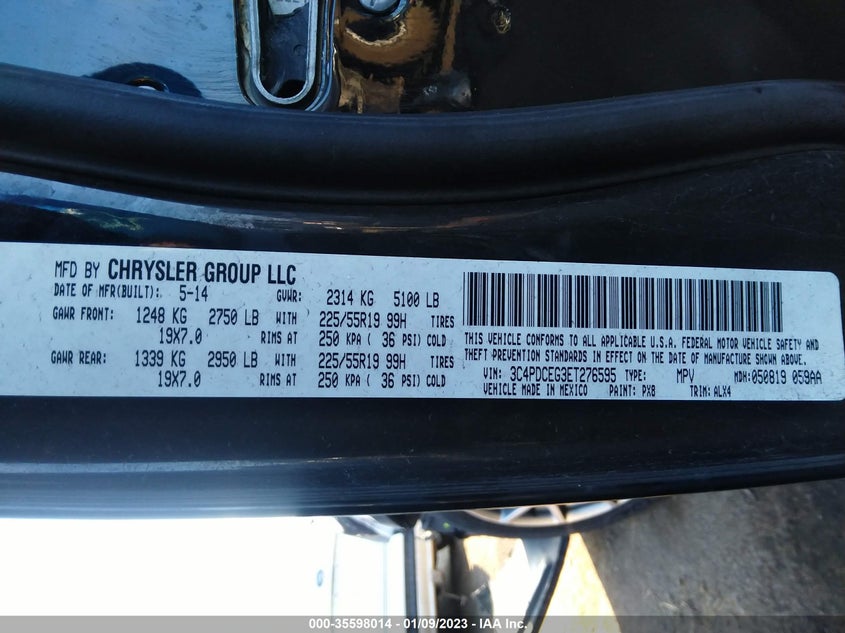 MFD BY CHRYSLER GROUP LLC
DATE OF MFR(BUILT): 5-14 GVWR: 2314 KG 5100 LB
GAWR FRONT: 1248 KG 2750 LB WITH 225/55R19 99H TIRES
19X7.0 RIMS AT 250 KPA ( 36 PSI) COLD
GAWR REAR: 1339 KG 2950 LB WITH 225/55R19 99H TIRES
19X7.0 RIMS AT 250 KPA ( 36 PSI) COLD
THIS VEHICLE CONFORMS TO ALL APPLICABLE U.S.A. FEDERAL MOTOR VEHICLE SAFETY AND
THEFT PREVENTION STANDARDS IN EFFECT ON THE DATE OF MANUFACTURE SHOWN ABOVE.
VIN: 3C4PDCEG3ET276595 TYPE: MPV MDH: 050819 059AA
VEHICLE MADE IN MEXICO PAINT: PX8 TRIM: ALX4
000-35598014 - 01/09/2023 - IAA Inc.